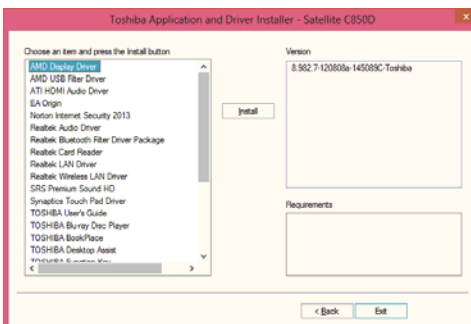 Toshiba Application and Driver Installer - Satellite C850D
x
Choose an item and press the Install button
AMD Display Driver
AMD USB Filter Driver
ATI HDMI Audio Driver
EA Origin
Norton Internet Security 2013
Realtek Audio Driver
Realtek Bluetooth Filter Driver Package
Realtek Card Reader
Realtek LAN Driver
Realtek Wireless LAN Driver
SRS Premium Sound HD
Synaptics Touch Pad Driver
TOSHIBA User's Guide
TOSHIBA Blu-ray Disc Player
TOSHIBA BookPlace
TOSHIBA Desktop Assist
TOSHIBA Function Key
Install
Version
8.982.7-120808a-145089C-Toshiba
Requirements
< Back
Exit